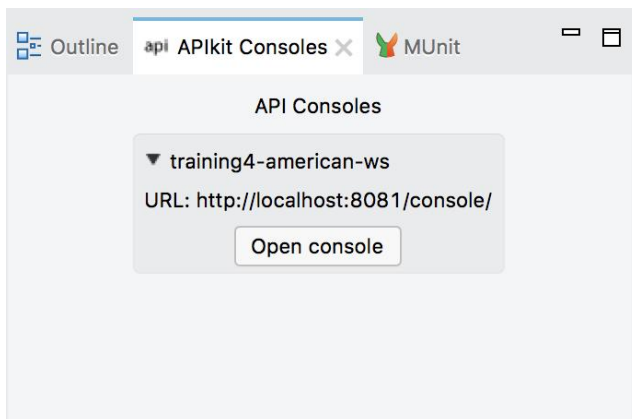 Outline api APIkit Consoles MUnit
API Consoles
training4-american-ws
URL: http://localhost:8081/console/
Open console